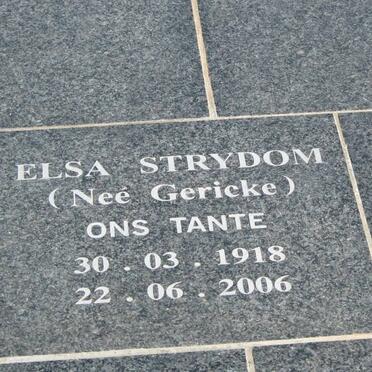 ELSA STRYDOM
(Neé Gericke)
ONS TANTE
30 . 03 . 1918
22 . 06 . 2006